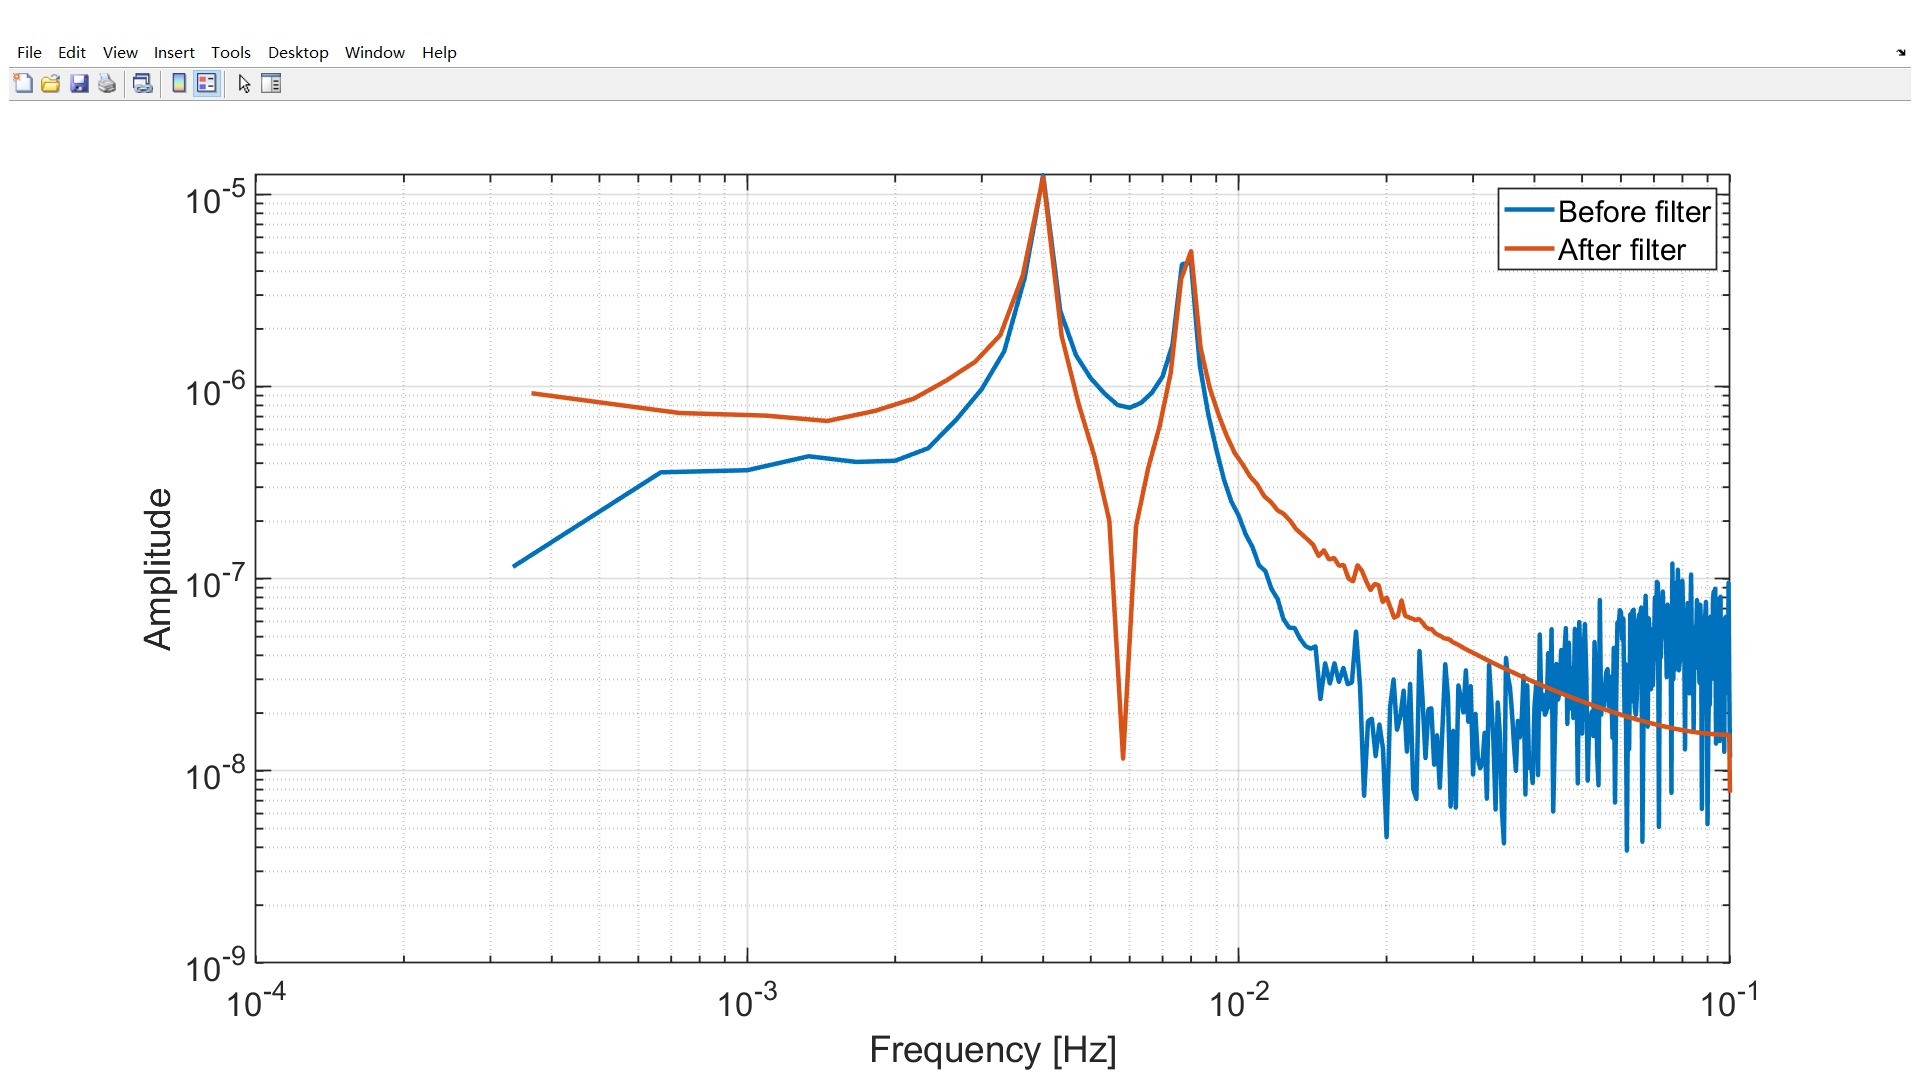 File Edit View Insert Tools Desktop Window Help
Before filter
After filter
10^-5
10^-6
10^-7
10^-8
10^-9
Amplitude
10^-4 10^-3 10^-2 10^-1
Frequency [Hz]